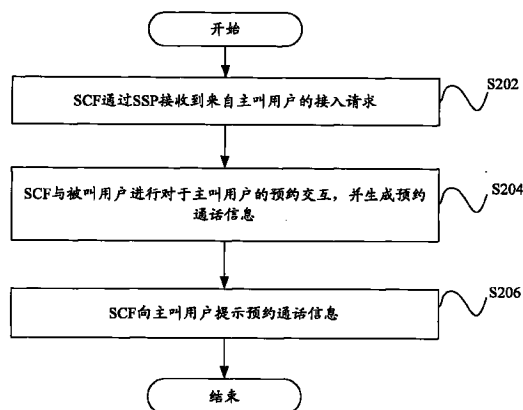 开始
SCF通过SSP接收到来自主叫用户的接入请求
S202
SCF与被叫用户进行对于主叫用户的预约交互，并生成预约
通话信息
S204
SCF向主叫用户提示预约通话信息
S206
结束